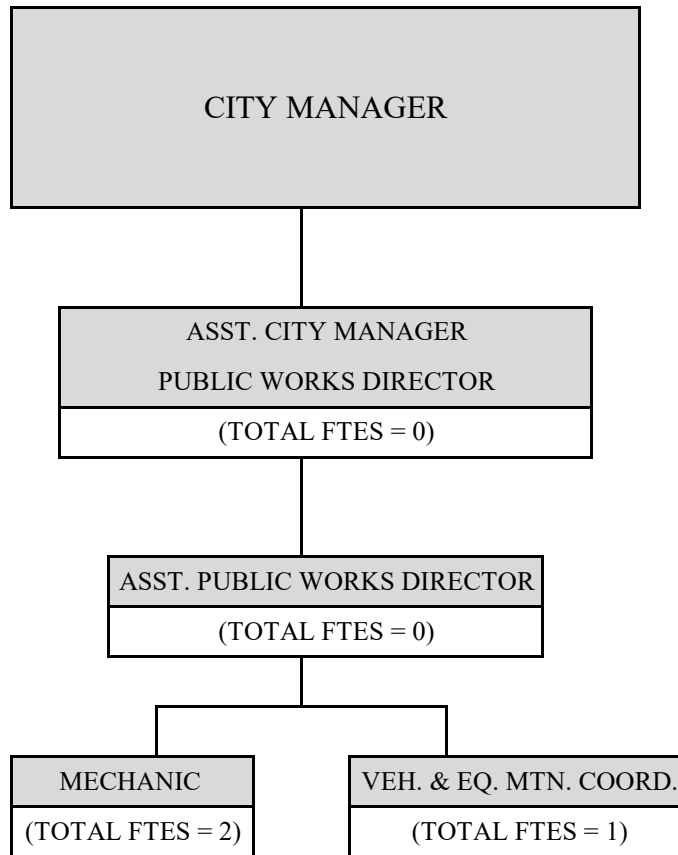 CITY MANAGER
ASST. CITY MANAGER
PUBLIC WORKS DIRECTOR
(TOTAL FTES = 0)
ASST. PUBLIC WORKS DIRECTOR
(TOTAL FTES = 0)
MECHANIC
(TOTAL FTES = 2)
VEH. & EQ. MTN. COORD.
(TOTAL FTES = 1)